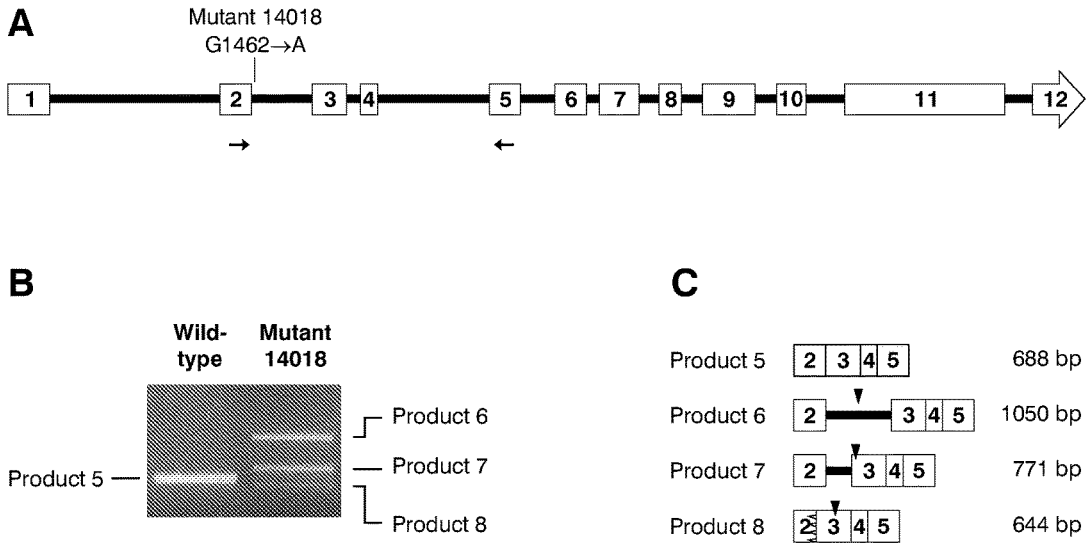 A
Mutant 14018
G1462→A
1 2 3 4 5 6 7 8 9 10 11 12
B
Wild-
type
Mutant
14018
Product 5
Product 6
Product 7
Product 8
C
Product 5 2 3 4 5 688 bp
Product 6 2 3 4 5 1050 bp
Product 7 2 3 4 5 771 bp
Product 8 2 3 4 5 644 bp